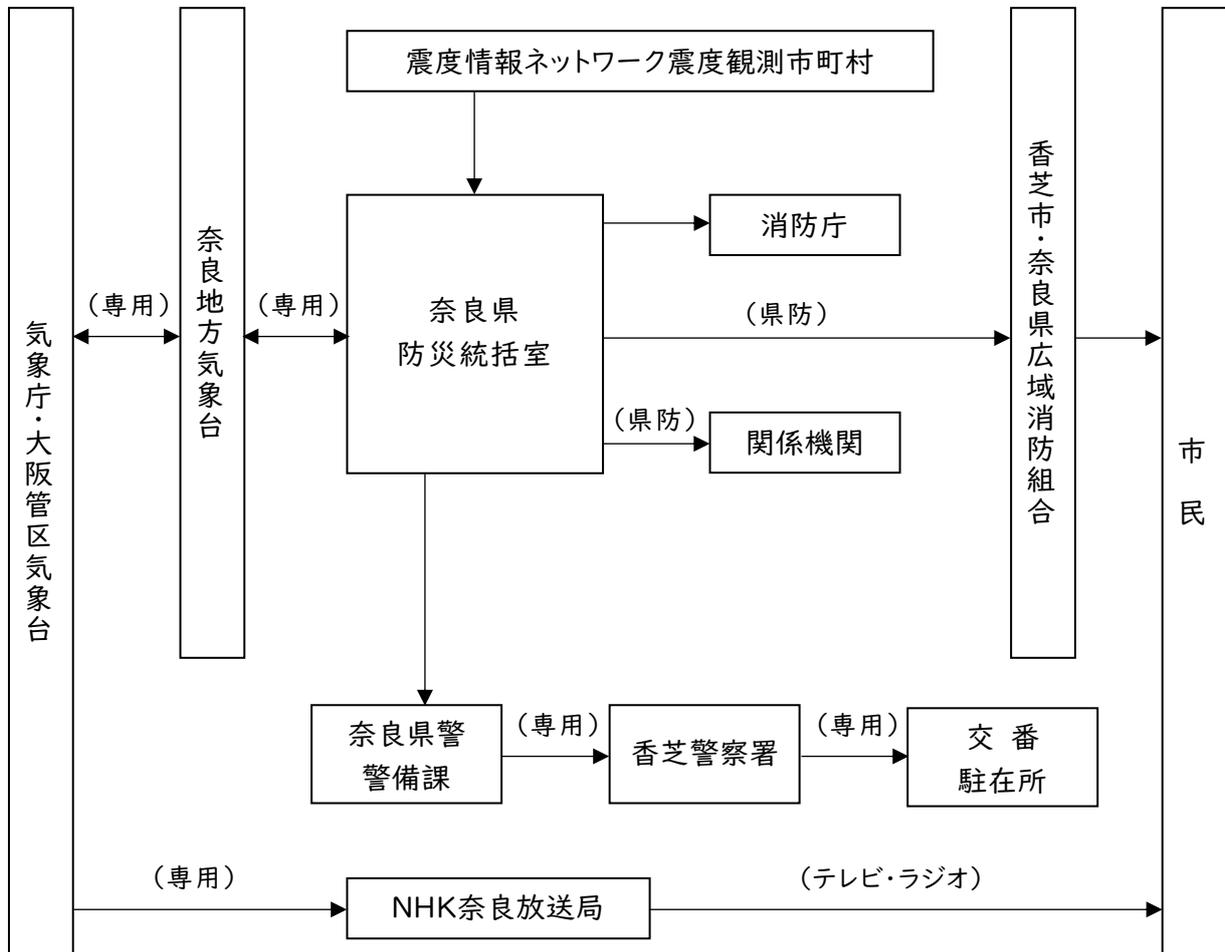 震度情報ネットワーク震度観測市町村
気象庁・大阪管区気象台
(専用)
奈良地方気象台
(専用)
奈良県
防災統括室
消防庁
(県防)
(県防)
関係機関
香芝市・奈良県広域消防組合
市民
奈良県警
警備課
(専用)
香芝警察署
(専用)
交番
駐在所
(専用)
NHK奈良放送局
(テレビ・ラジオ)